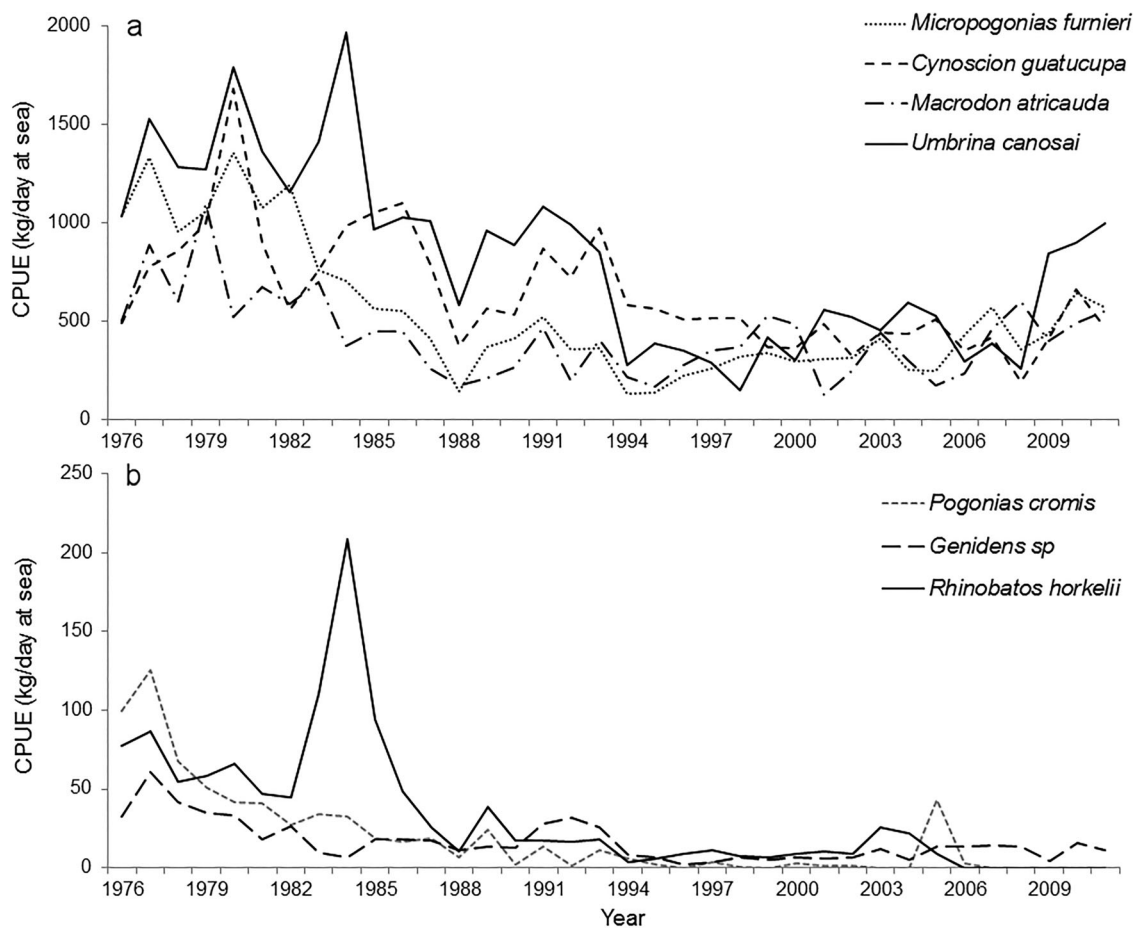 a
2000
1500
1000
500
0
CPUE (kg/day at sea)
Micropogonias furnieri
Cynoscion guatucupa
Macrodon atricauda
Umbrina canosai
1976 1979 1982 1985 1988 1991 1994 1997 2000 2003 2006 2009
b
250
200
150
100
50
0
CPUE (kg/day at sea)
Pogonias cromis
Genidens sp
Rhinobatos horkelii
1976 1979 1982 1985 1988 1991 1994 1997 2000 2003 2006 2009
Year